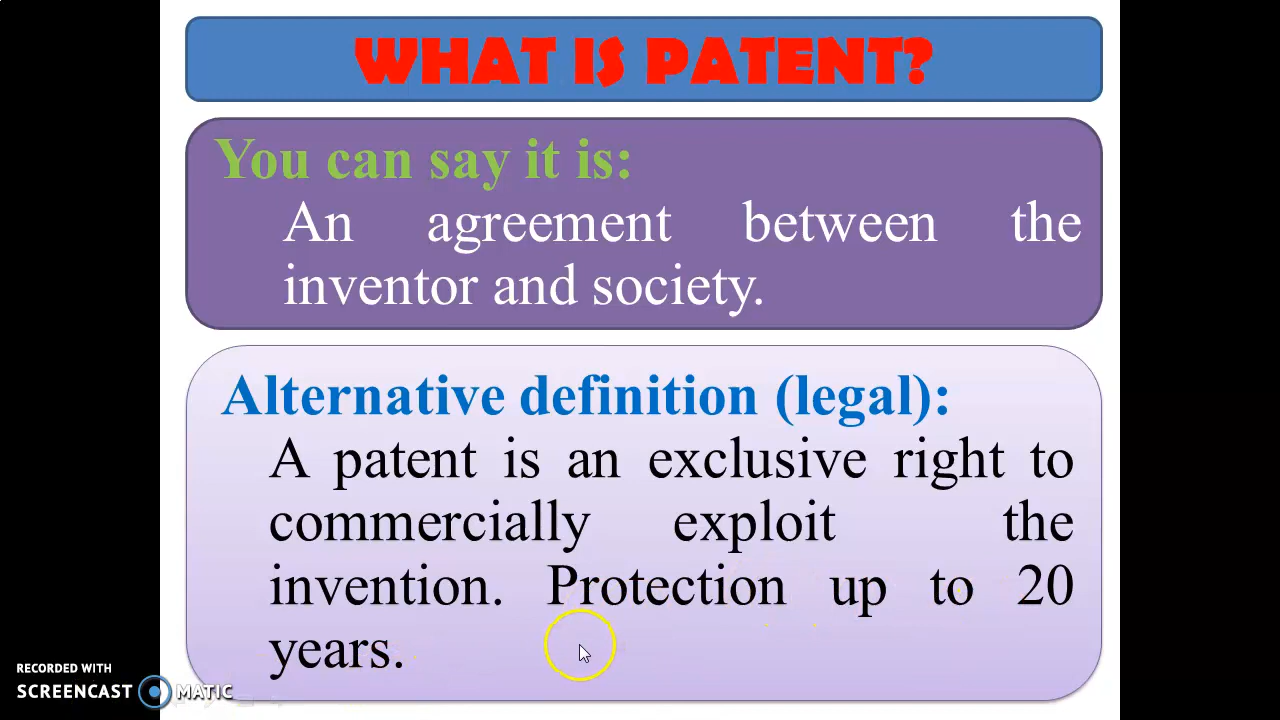 WHAT IS PATENT?
You can say it is:
An agreement between the
inventor and society.
Alternative definition (legal):
A patent is an exclusive right to
commercially exploit the
invention. Protection up to 20
years.
RECORDED WITH
SCREENCAST MATIC